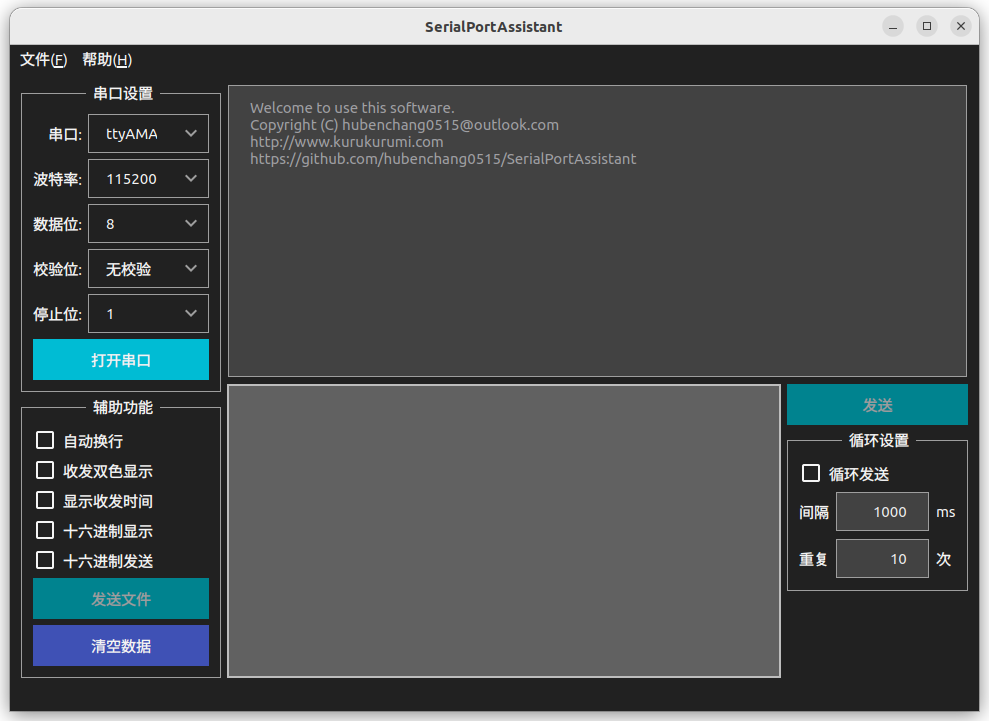 SerialPortAssistant
文件(F) 帮助(H)
串口设置
串口: ttyAMA
波特率: 115200
数据位: 8
校验位: 无校验
停止位: 1
打开串口
辅助功能
自动换行
收发双色显示
显示收发时间
十六进制显示
十六进制发送
发送文件
清空数据
Welcome to use this software.
Copyright (C) hubenchang0515@outlook.com
http://www.kurukurumi.com
https://github.com/hubenchang0515/SerialPortAssistant
发送
循环设置
循环发送
间隔 1000 ms
重复 10 次